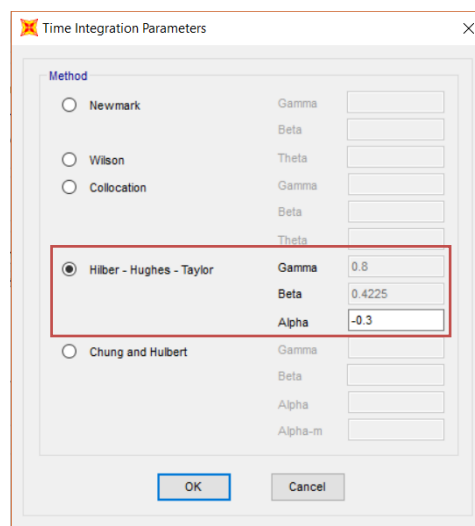 Time Integration Parameters
Method
Newmark Gamma
Beta
Wilson Theta
Collocation Gamma
Beta
Theta
Hilber - Hughes - Taylor Gamma 0.8
Beta 0.4225
Alpha -0.3
Chung and Hulbert Gamma
Beta
Alpha
Alpha-m
OK Cancel